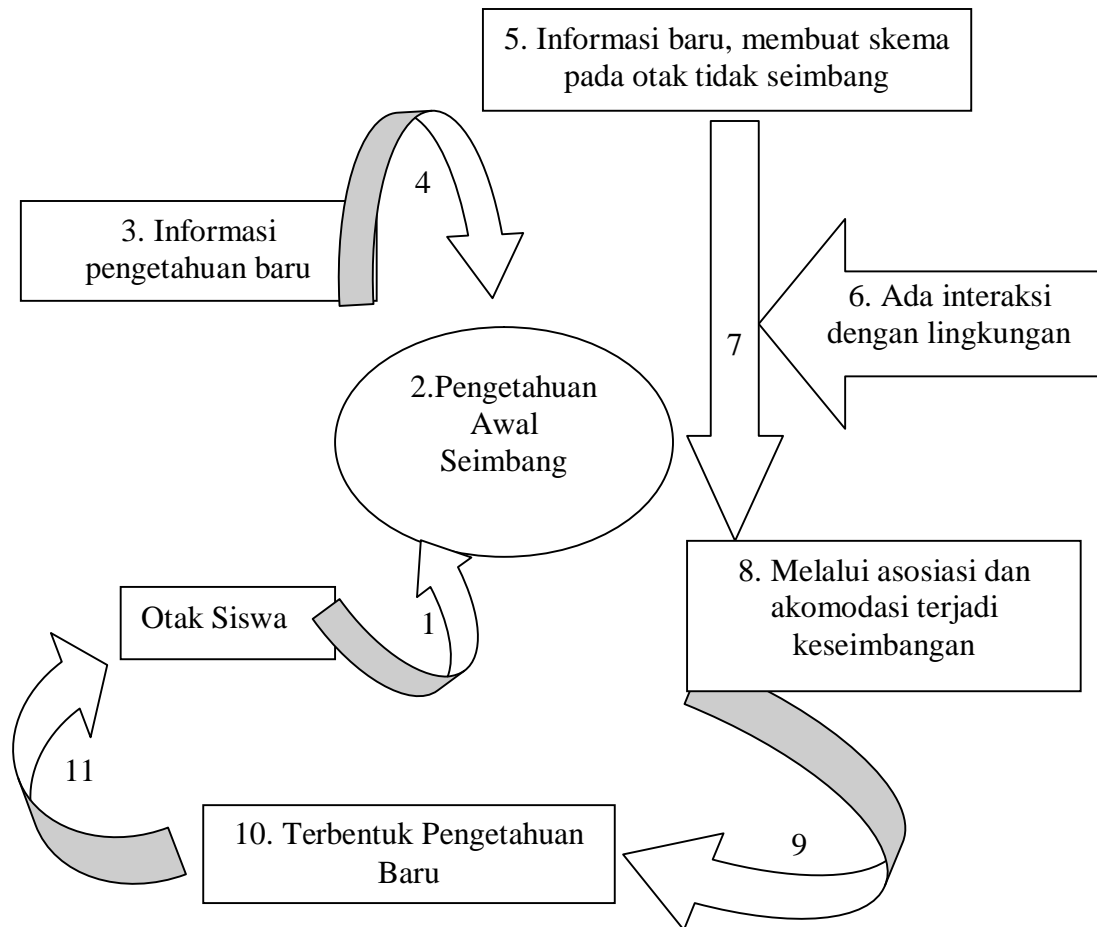 5. Informasi baru, membuat skema
pada otak tidak seimbang
4
3. Informasi
pengetahuan baru
6. Ada interaksi
dengan lingkungan
7
2.Pengetahuan
Awal
Seimbang
8. Melalui asosiasi dan
akomodasi terjadi
keseimbangan
Otak Siswa
1
11
10. Terbentuk Pengetahuan
Baru
9